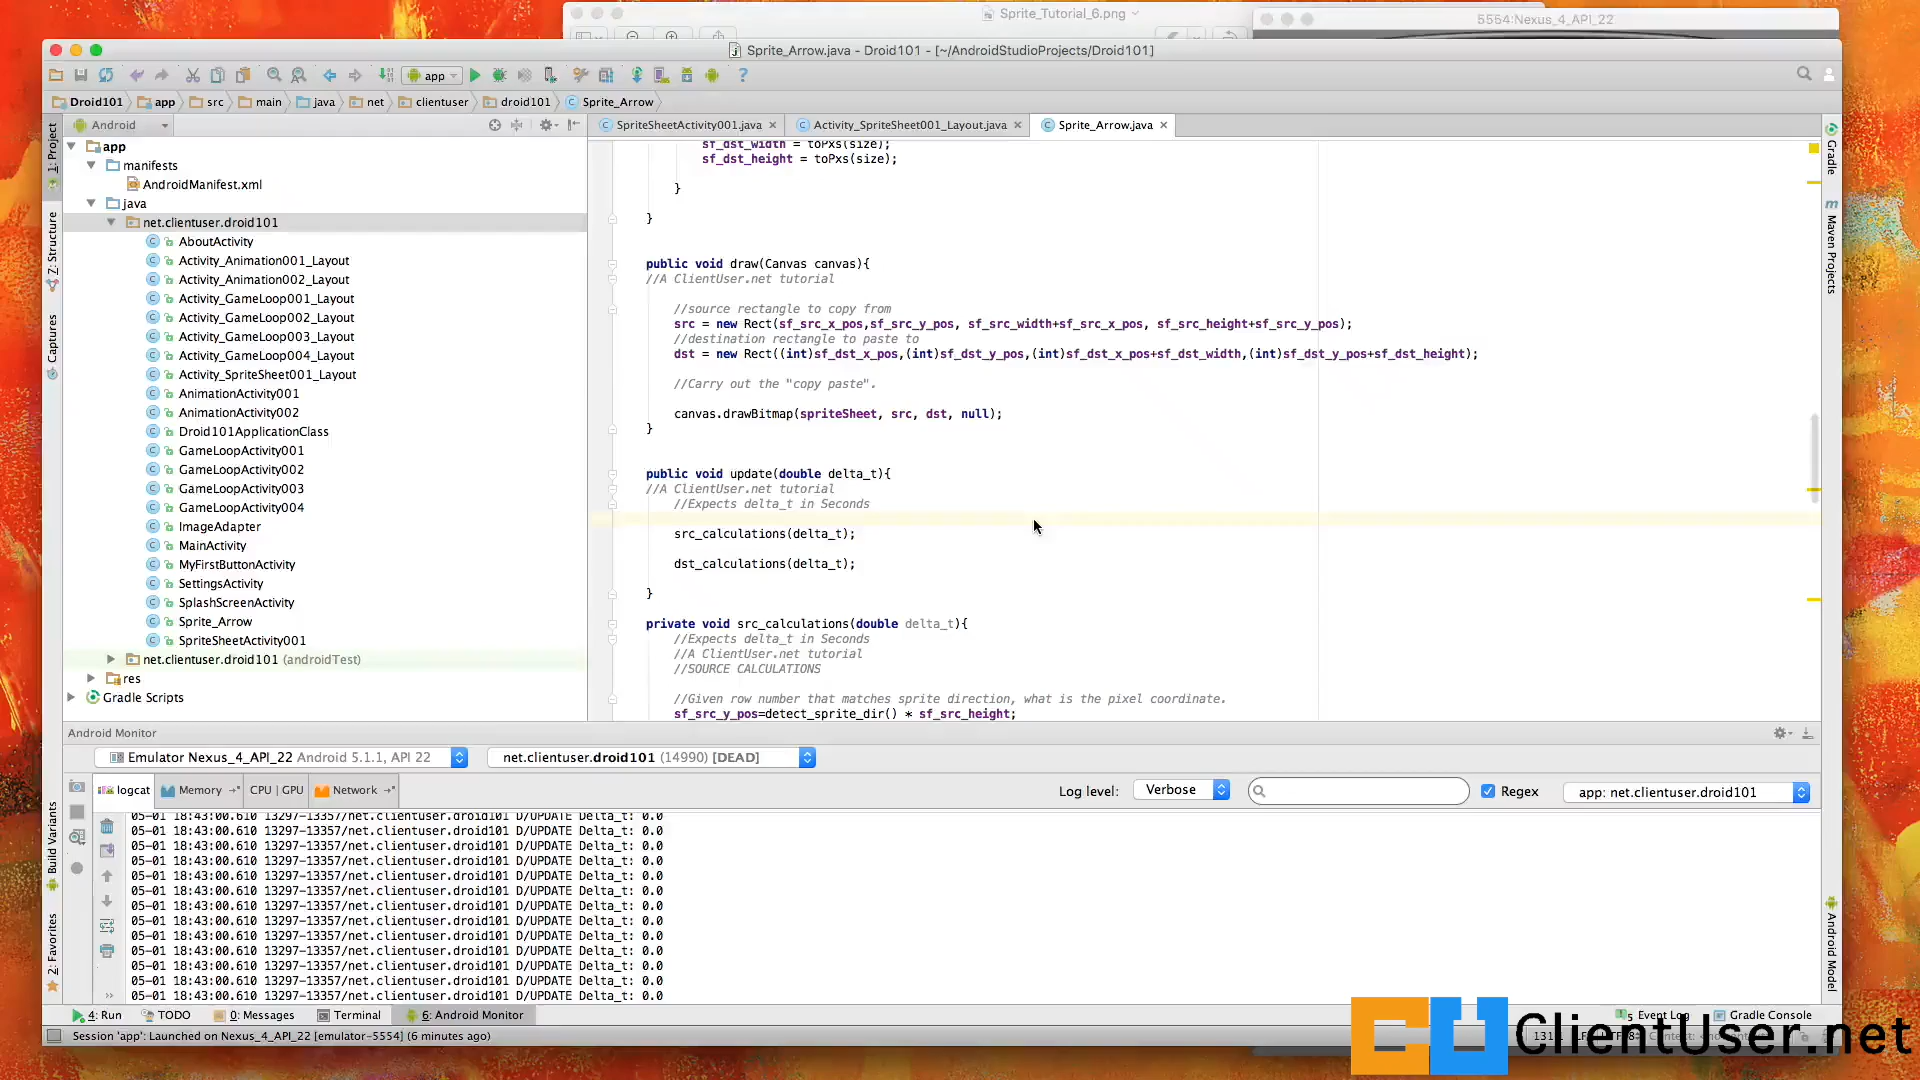 Sprite_Tutorial_6.png
5554:Nexus_4_API_22
Sprite_Arrow.java - Droid101 - [~/AndroidStudioProjects/Droid101]
app
Droid101 app src main java net clientuser droid101 Sprite_Arrow
Android
SpriteSheetActivity001.java Activity_SpriteSheet001_Layout.java Sprite_Arrow.java
1: Project
Z: Structure
Captures
Build Variants
2: Favorites
app
manifests
AndroidManifest.xml
java
net.clientuser.droid101
AboutActivity
Activity_Animation001_Layout
Activity_Animation002_Layout
Activity_GameLoop001_Layout
Activity_GameLoop002_Layout
Activity_GameLoop003_Layout
Activity_GameLoop004_Layout
Activity_SpriteSheet001_Layout
AnimationActivity001
AnimationActivity002
Droid101ApplicationClass
GameLoopActivity001
GameLoopActivity002
GameLoopActivity003
GameLoopActivity004
ImageAdapter
MainActivity
MyFirstButtonActivity
SettingsActivity
SplashScreenActivity
Sprite_Arrow
SpriteSheetActivity001
net.clientuser.droid101 (androidTest)
res
Gradle Scripts
sf_dst_width = toPxs(size);
sf_dst_height = toPxs(size);
}
}
public void draw(Canvas canvas){
//A ClientUser.net tutorial
//source rectangle to copy from
src = new Rect(sf_src_x_pos,sf_src_y_pos, sf_src_width+sf_src_x_pos, sf_src_height+sf_src_y_pos);
//destination rectangle to paste to
dst = new Rect((int)sf_dst_x_pos,(int)sf_dst_y_pos,(int)sf_dst_x_pos+sf_dst_width,(int)sf_dst_y_pos+sf_dst_height);
//Carry out the "copy paste".
canvas.drawBitmap(spriteSheet, src, dst, null);
}
public void update(double delta_t){
//A ClientUser.net tutorial
//Expects delta_t in Seconds
src_calculations(delta_t);
dst_calculations(delta_t);
}
private void src_calculations(double delta_t){
//Expects delta_t in Seconds
//A ClientUser.net tutorial
//SOURCE CALCULATIONS
//Given row number that matches sprite direction, what is the pixel coordinate.
sf_src_y_pos=detect_sprite_dir() * sf_src_height;
Gradle
Maven Projects
Android Model
Android Monitor
Emulator Nexus_4_API_22 Android 5.1.1, API 22
net.clientuser.droid101 (14990) [DEAD]
logcat Memory CPU | GPU Network
Log level: Verbose Regex app: net.clientuser.droid101
05-01 18:43:00.610 13297-13357/net.clientuser.droid101 D/UPDATE Delta_t: 0.0
05-01 18:43:00.610 13297-13357/net.clientuser.droid101 D/UPDATE Delta_t: 0.0
05-01 18:43:00.610 13297-13357/net.clientuser.droid101 D/UPDATE Delta_t: 0.0
05-01 18:43:00.610 13297-13357/net.clientuser.droid101 D/UPDATE Delta_t: 0.0
05-01 18:43:00.610 13297-13357/net.clientuser.droid101 D/UPDATE Delta_t: 0.0
05-01 18:43:00.610 13297-13357/net.clientuser.droid101 D/UPDATE Delta_t: 0.0
05-01 18:43:00.610 13297-13357/net.clientuser.droid101 D/UPDATE Delta_t: 0.0
05-01 18:43:00.610 13297-13357/net.clientuser.droid101 D/UPDATE Delta_t: 0.0
05-01 18:43:00.610 13297-13357/net.clientuser.droid101 D/UPDATE Delta_t: 0.0
05-01 18:43:00.610 13297-13357/net.clientuser.droid101 D/UPDATE Delta_t: 0.0
05-01 18:43:00.610 13297-13357/net.clientuser.droid101 D/UPDATE Delta_t: 0.0
05-01 18:43:00.610 13297-13357/net.clientuser.droid101 D/UPDATE Delta_t: 0.0
05-01 18:43:00.610 13297-13357/net.clientuser.droid101 D/UPDATE Delta_t: 0.0
4: Run TODO 0: Messages Terminal 6: Android Monitor
5 Event Log Gradle Console
Session 'app': Launched on Nexus_4_API_22 [emulator-5554] (6 minutes ago)
CU ClientUser.net